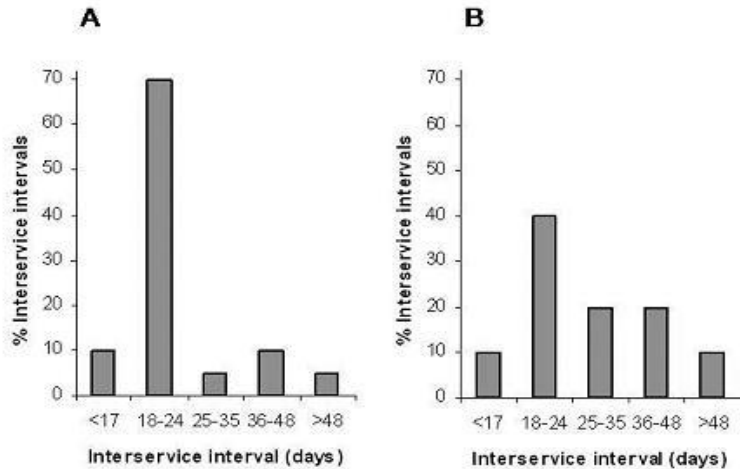 A
% Interservice intervals
70
60
50
40
30
20
10
0
<17 18-24 25-35 36-48 >48
Interservice interval (days)
B
% Interservice intervals
70
60
50
40
30
20
10
0
<17 18-24 25-35 36-48 >48
Interservice interval (days)